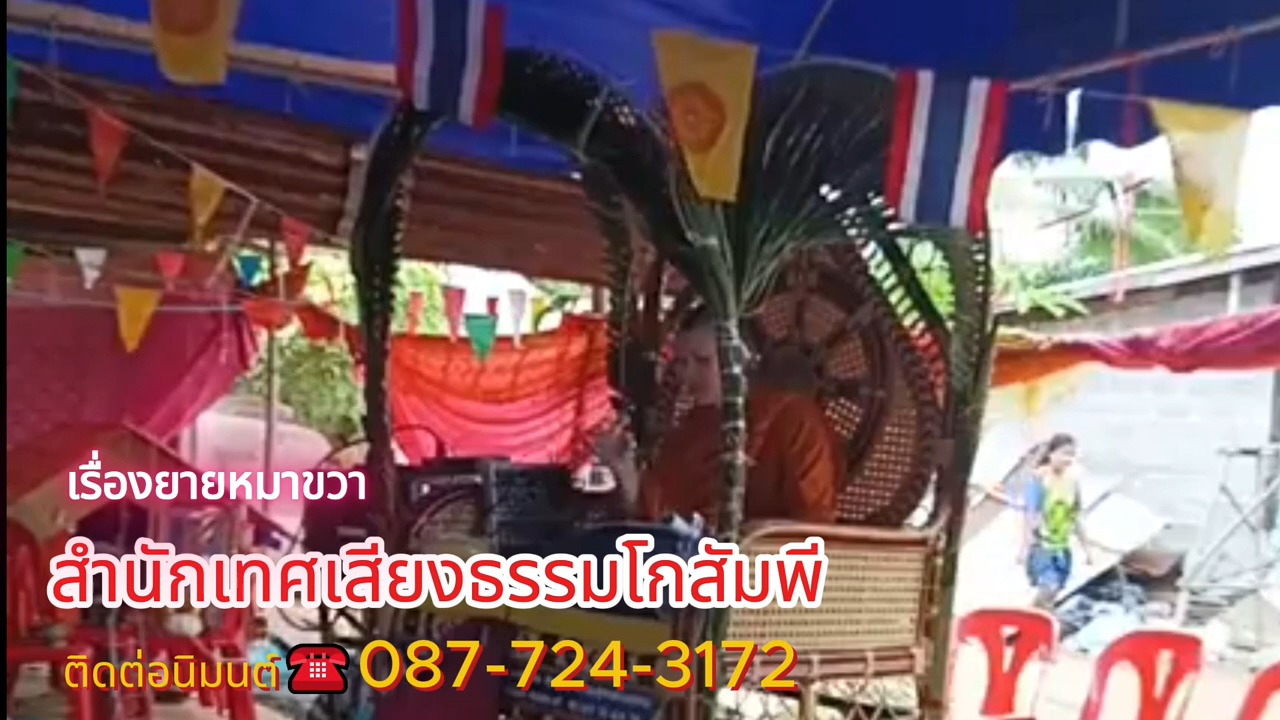 เรื่องยายหมาขวา
สำนักเทศเสียงธรรมโกสัมพี
ติดต่อนิมนต์☎087-724-3172